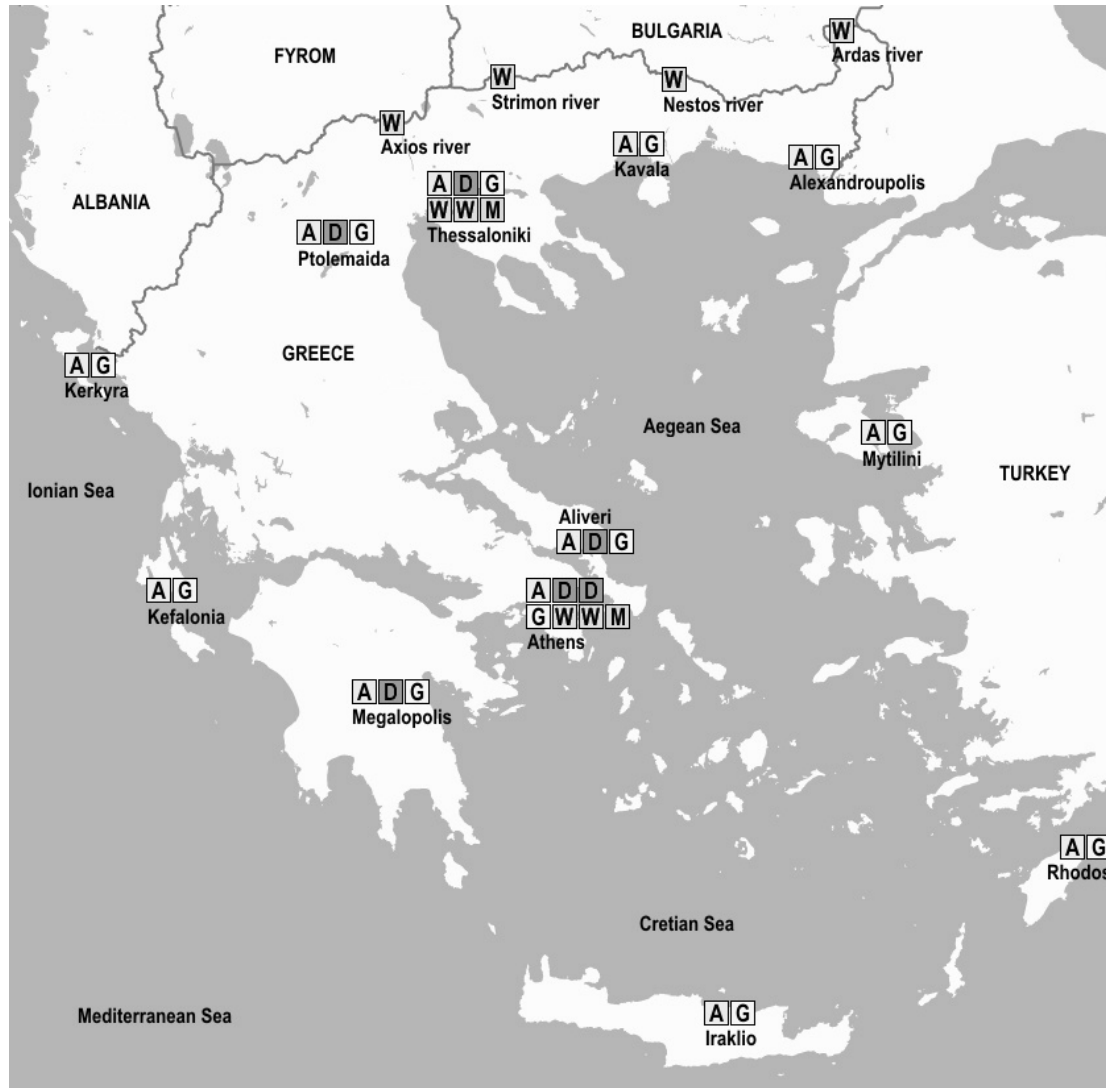 BULGARIA
W
Ardas river
FYROM
W
Strimon river
W
Nestos river
W
Axios river
A G
Kavala
A G
Alexandroupolis
A D G
W W M
Thessaloniki
ALBANIA
A D G
Ptolemaida
GREECE
A G
Kerkyra
Aegean Sea
A G
Mytilini
TURKEY
Ionian Sea
Aliveri
A D G
A D D
G W W M
Athens
A G
Kefalonia
A D G
Megalopolis
A G
Rhodos
Cretian Sea
Mediterranean Sea
A G
Iraklio